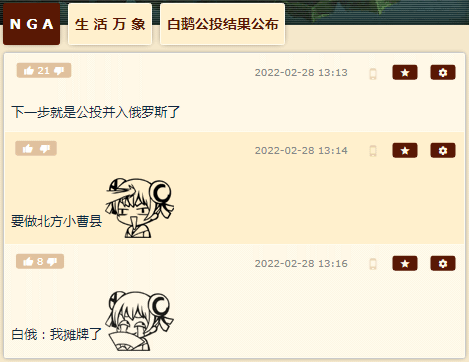 NGA
生活万象
白鹅公投结果公布
21
2022-02-28 13:13
下一步就是公投并入俄罗斯了
2022-02-28 13:14
要做北方小曹县
8
2022-02-28 13:16
白俄：我摊牌了